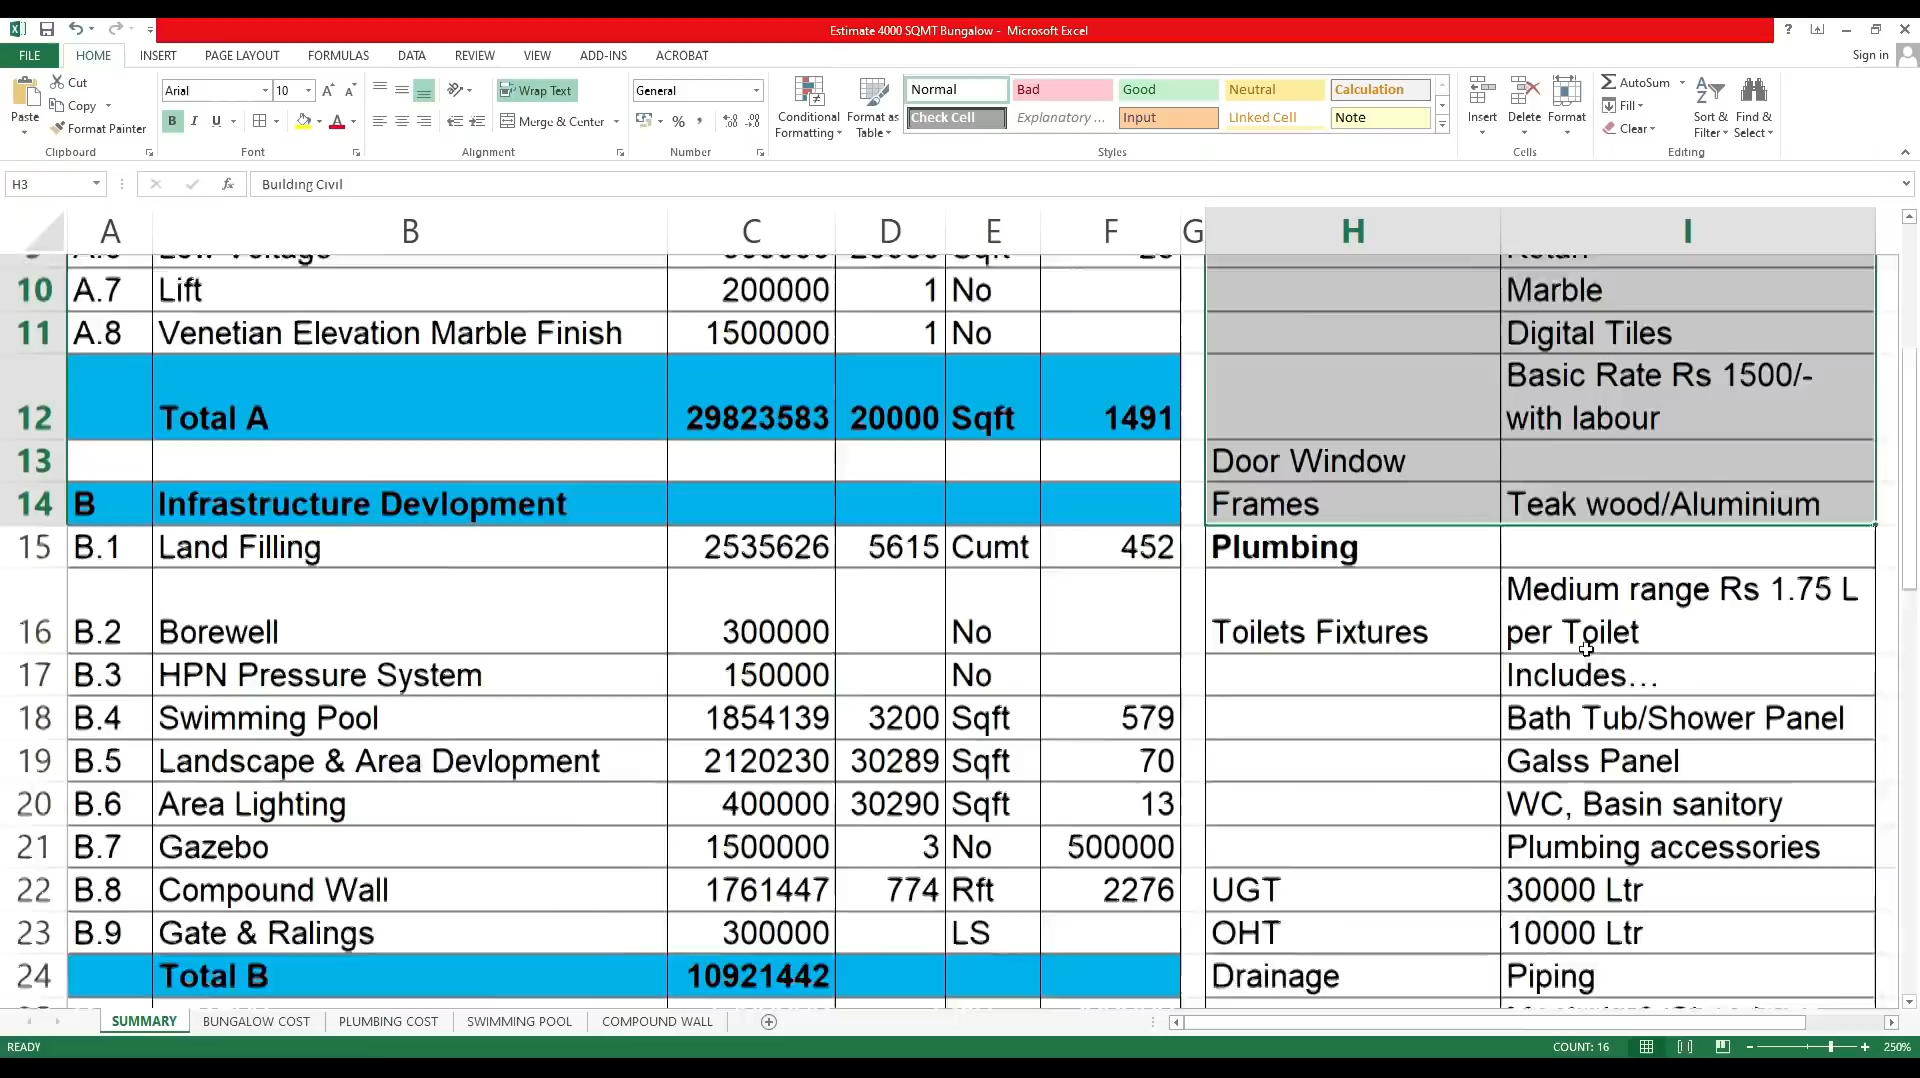 Estimate 4000 SQMT Bungalow - Microsoft Excel
?
FILE HOME INSERT PAGE LAYOUT FORMULAS DATA REVIEW VIEW ADD-INS ACROBAT Sign in
Paste
Cut
Copy
Format Painter
Clipboard
Arial 10
B I U
Font
Wrap Text
Merge & Center
Alignment
General
Number
Conditional Formatting
Format as Table
Normal Bad Good Neutral Calculation
Check Cell Explanatory ... Input Linked Cell Note
Styles
Insert Delete Format
Cells
AutoSum
Fill
Clear
Sort & Filter
Find & Select
Editing
H3 fx Building Civil
A B C D E F G H I
10 A.7 Lift 200000 1 No Marble
11 A.8 Venetian Elevation Marble Finish 1500000 1 No Digital Tiles
Basic Rate Rs 1500/-
12 Total A 29823583 20000 Sqft 1491 with labour
13 Door Window
14 B Infrastructure Devlopment Frames Teak wood/Aluminium
15 B.1 Land Filling 2535626 5615 Cumt 452 Plumbing
Medium range Rs 1.75 L
16 B.2 Borewell 300000 No Toilets Fixtures per Toilet
17 B.3 HPN Pressure System 150000 No Includes...
18 B.4 Swimming Pool 1854139 3200 Sqft 579 Bath Tub/Shower Panel
19 B.5 Landscape & Area Devlopment 2120230 30289 Sqft 70 Galss Panel
20 B.6 Area Lighting 400000 30290 Sqft 13 WC, Basin sanitory
21 B.7 Gazebo 1500000 3 No 500000 Plumbing accessories
22 B.8 Compound Wall 1761447 774 Rft 2276 UGT 30000 Ltr
23 B.9 Gate & Ralings 300000 LS OHT 10000 Ltr
24 Total B 10921442 Drainage Piping
SUMMARY BUNGALOW COST PLUMBING COST SWIMMING POOL COMPOUND WALL
READY COUNT: 16 250%